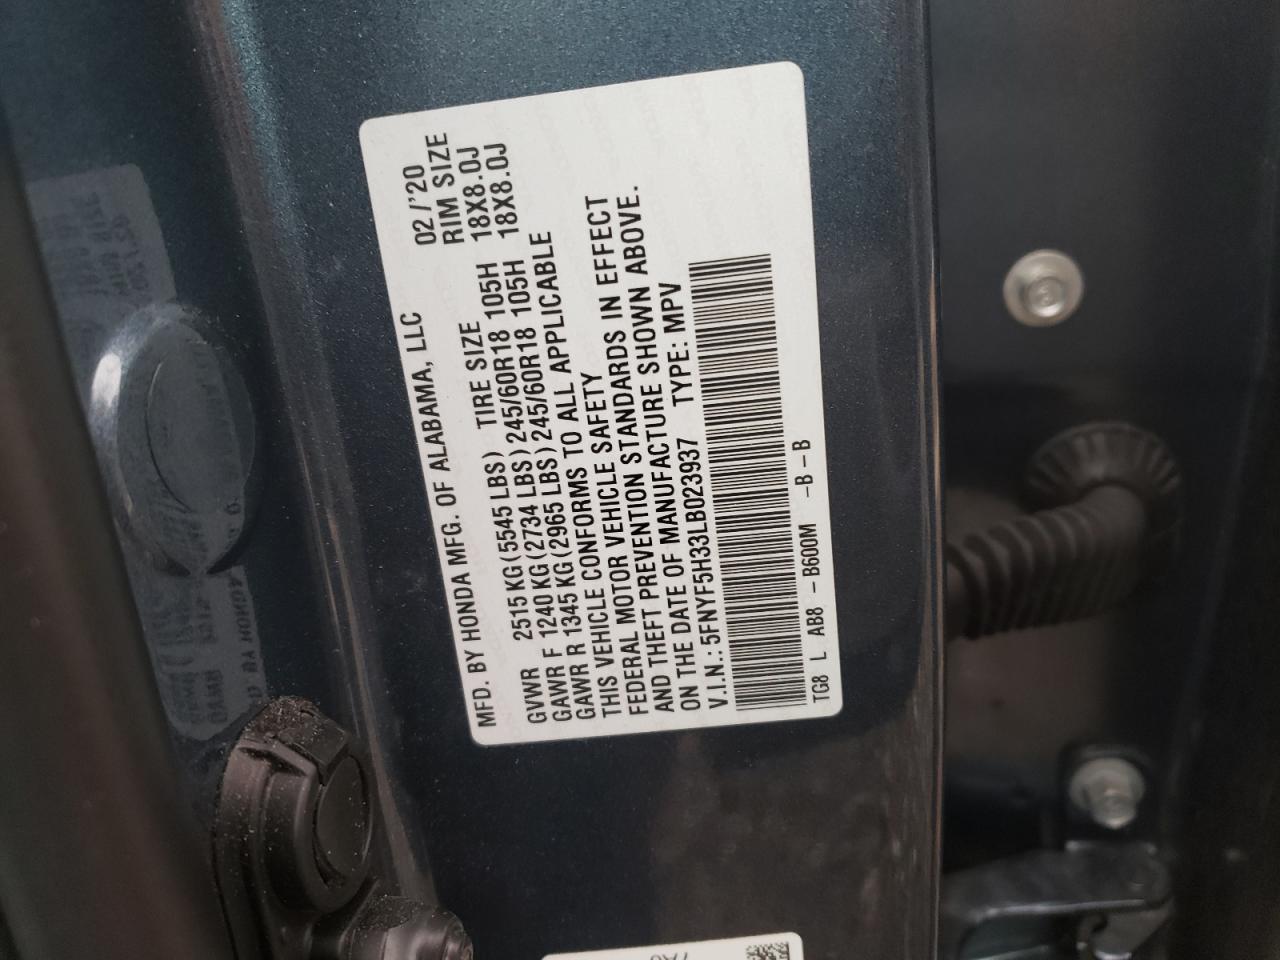 MFD. BY HONDA MFG. OF ALABAMA, LLC 02/'20
GVWR 2515 KG(5545 LBS) TIRE SIZE RIM SIZE
GAWR F 1240 KG(2734 LBS)245/60R18 105H 18X8.0J
GAWR R 1345 KG(2965 LBS)245/60R18 105H 18X8.0J
THIS VEHICLE CONFORMS TO ALL APPLICABLE
FEDERAL MOTOR VEHICLE SAFETY
AND THEFT PREVENTION STANDARDS IN EFFECT
ON THE DATE OF MANUFACTURE SHOWN ABOVE.
V.I.N.: 5FNYF5H33LB023937 TYPE: MPV
TG8 L AB8 - B600M -B-B